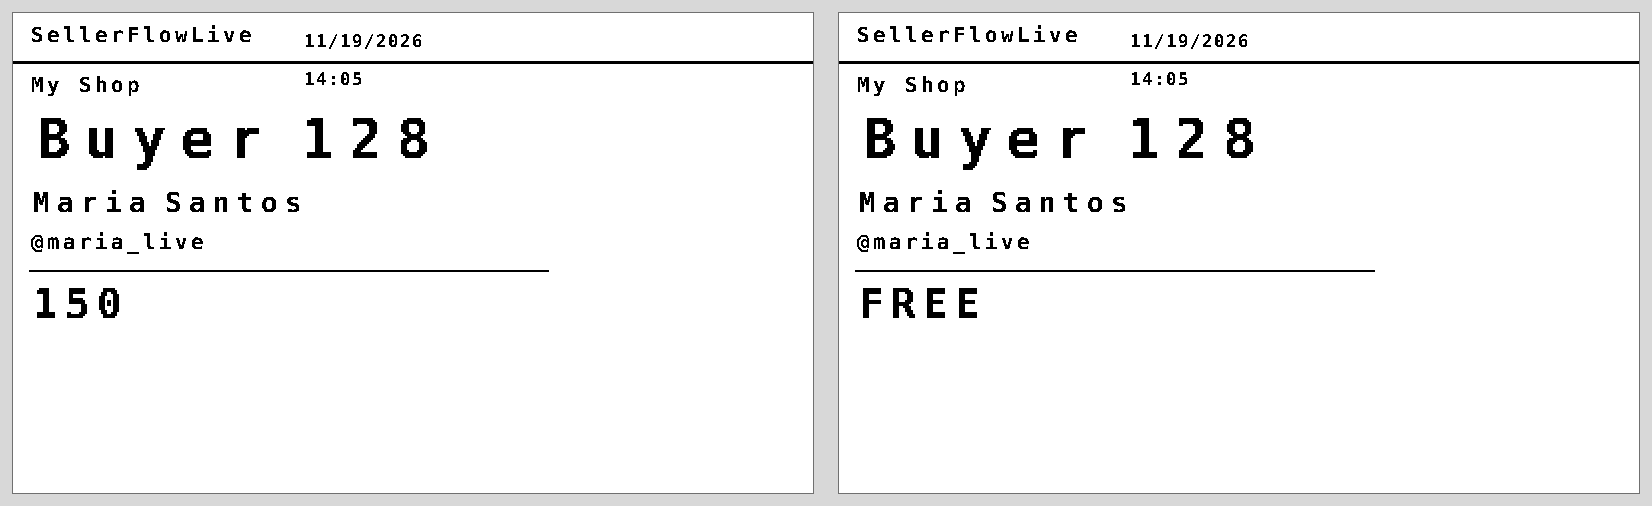 SellerFlowLive 11/19/2026
My Shop 14:05
Buyer 128
Maria Santos
@maria_live
150
SellerFlowLive 11/19/2026
My Shop 14:05
Buyer 128
Maria Santos
@maria_live
FREE